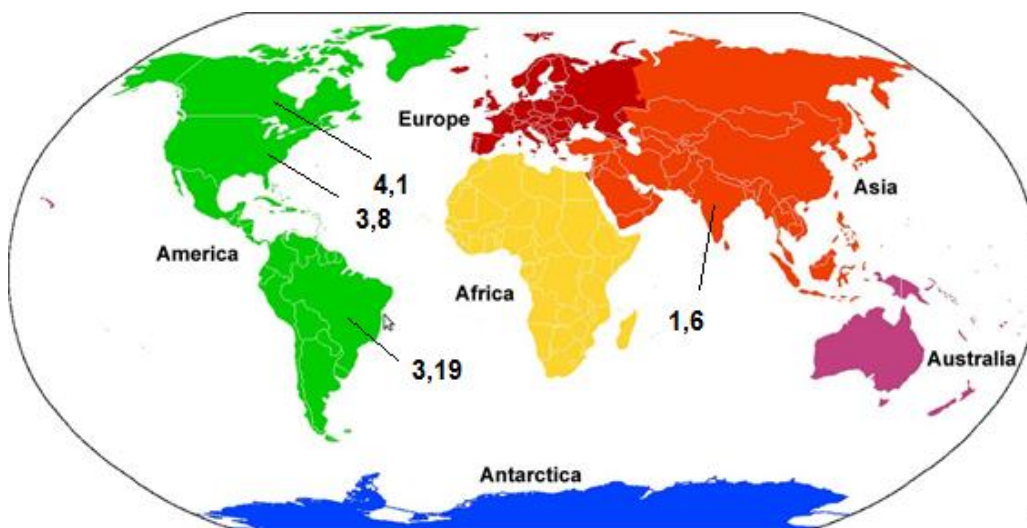 Europe
4,1
Asia
3,8
America
Africa
1,6
3,19
Australia
Antarctica